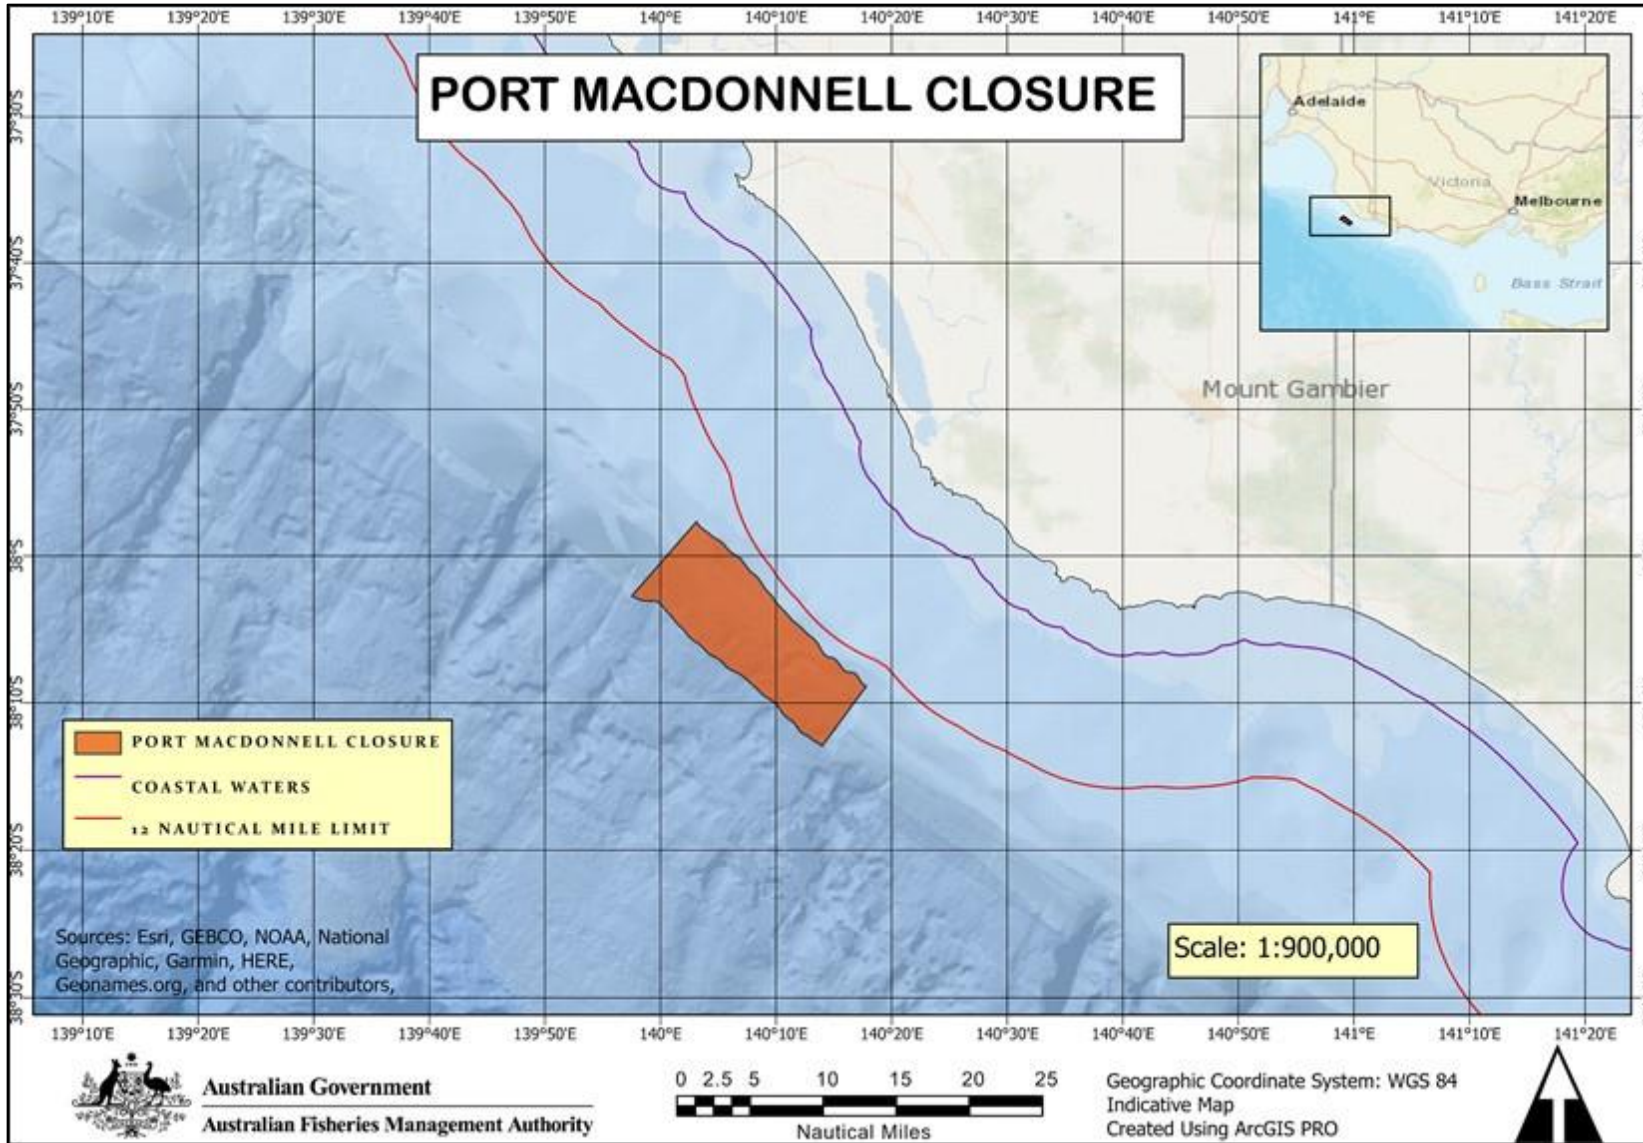 139°10'E 139°20'E 139°30'E 139°40'E 139°50'E 140°E 140°10'E 140°20'E 140°30'E 140°40'E 140°50'E 141°E 141°10'E 141°20'E
PORT MACDONNELL CLOSURE
Adelaide
Victoria
Melbourne
Bass Strait
37°30'S
37°40'S
37°50'S
38°S
38°10'S
38°20'S
38°30'S
Mount Gambier
PORT MACDONNELL CLOSURE
COASTAL WATERS
12 NAUTICAL MILE LIMIT
Sources: Esri, GEBCO, NOAA, National
Geographic, Garmin, HERE,
Geonames.org, and other contributors,
Scale: 1:900,000
139°10'E 139°20'E 139°30'E 139°40'E 139°50'E 140°E 140°10'E 140°20'E 140°30'E 140°40'E 140°50'E 141°E 141°10'E 141°20'E
Australian Government
Australian Fisheries Management Authority
0 2.5 5 10 15 20 25
Nautical Miles
Geographic Coordinate System: WGS 84
Indicative Map
Created Using ArcGIS PRO